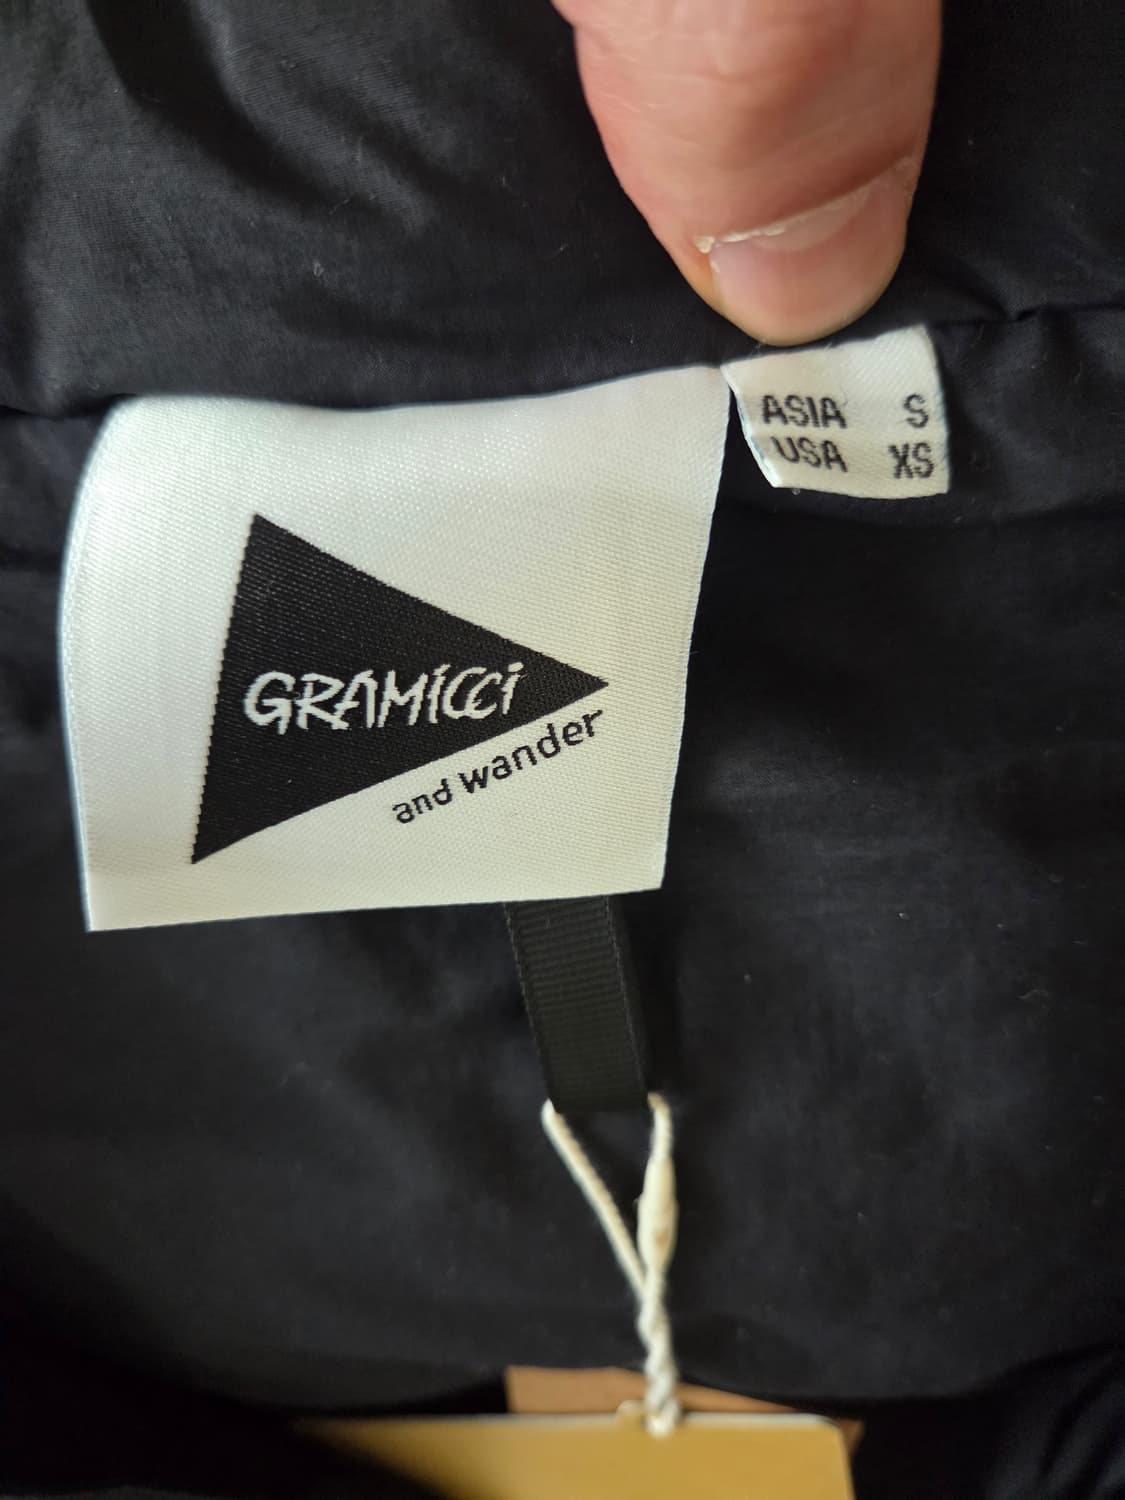 ASIA S
USA XS
GRAMICCI
and wander